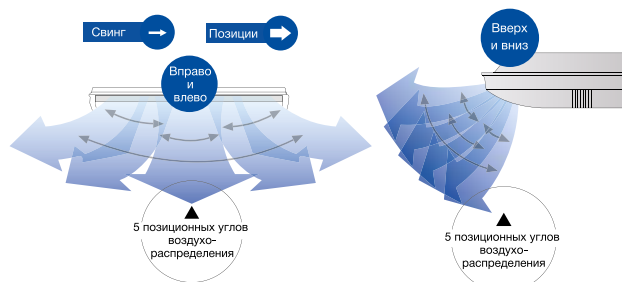 Свинг
Позиции
Вправо
и
влево
Вверх
и вниз
5 позиционных углов
воздухо-
распределения
5 позиционных углов
воздухо-
распределения